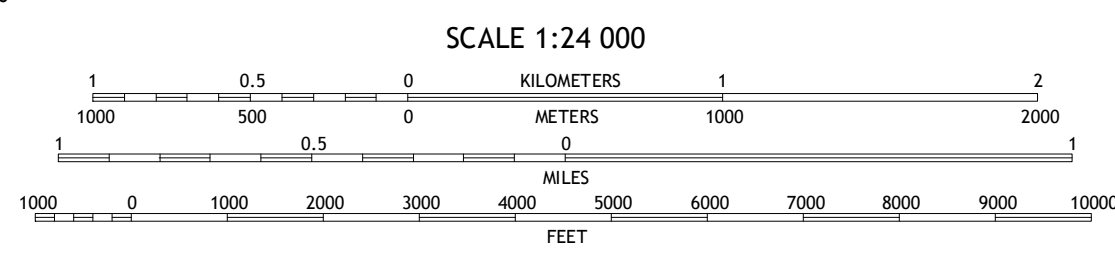 SCALE 1:24 000
1 0.5 0 KILOMETERS 1 2
1000 500 0 METERS 1000 2000
1 0.5 0 1
MILES
1000 0 1000 2000 3000 4000 5000 6000 7000 8000 9000 10000
FEET